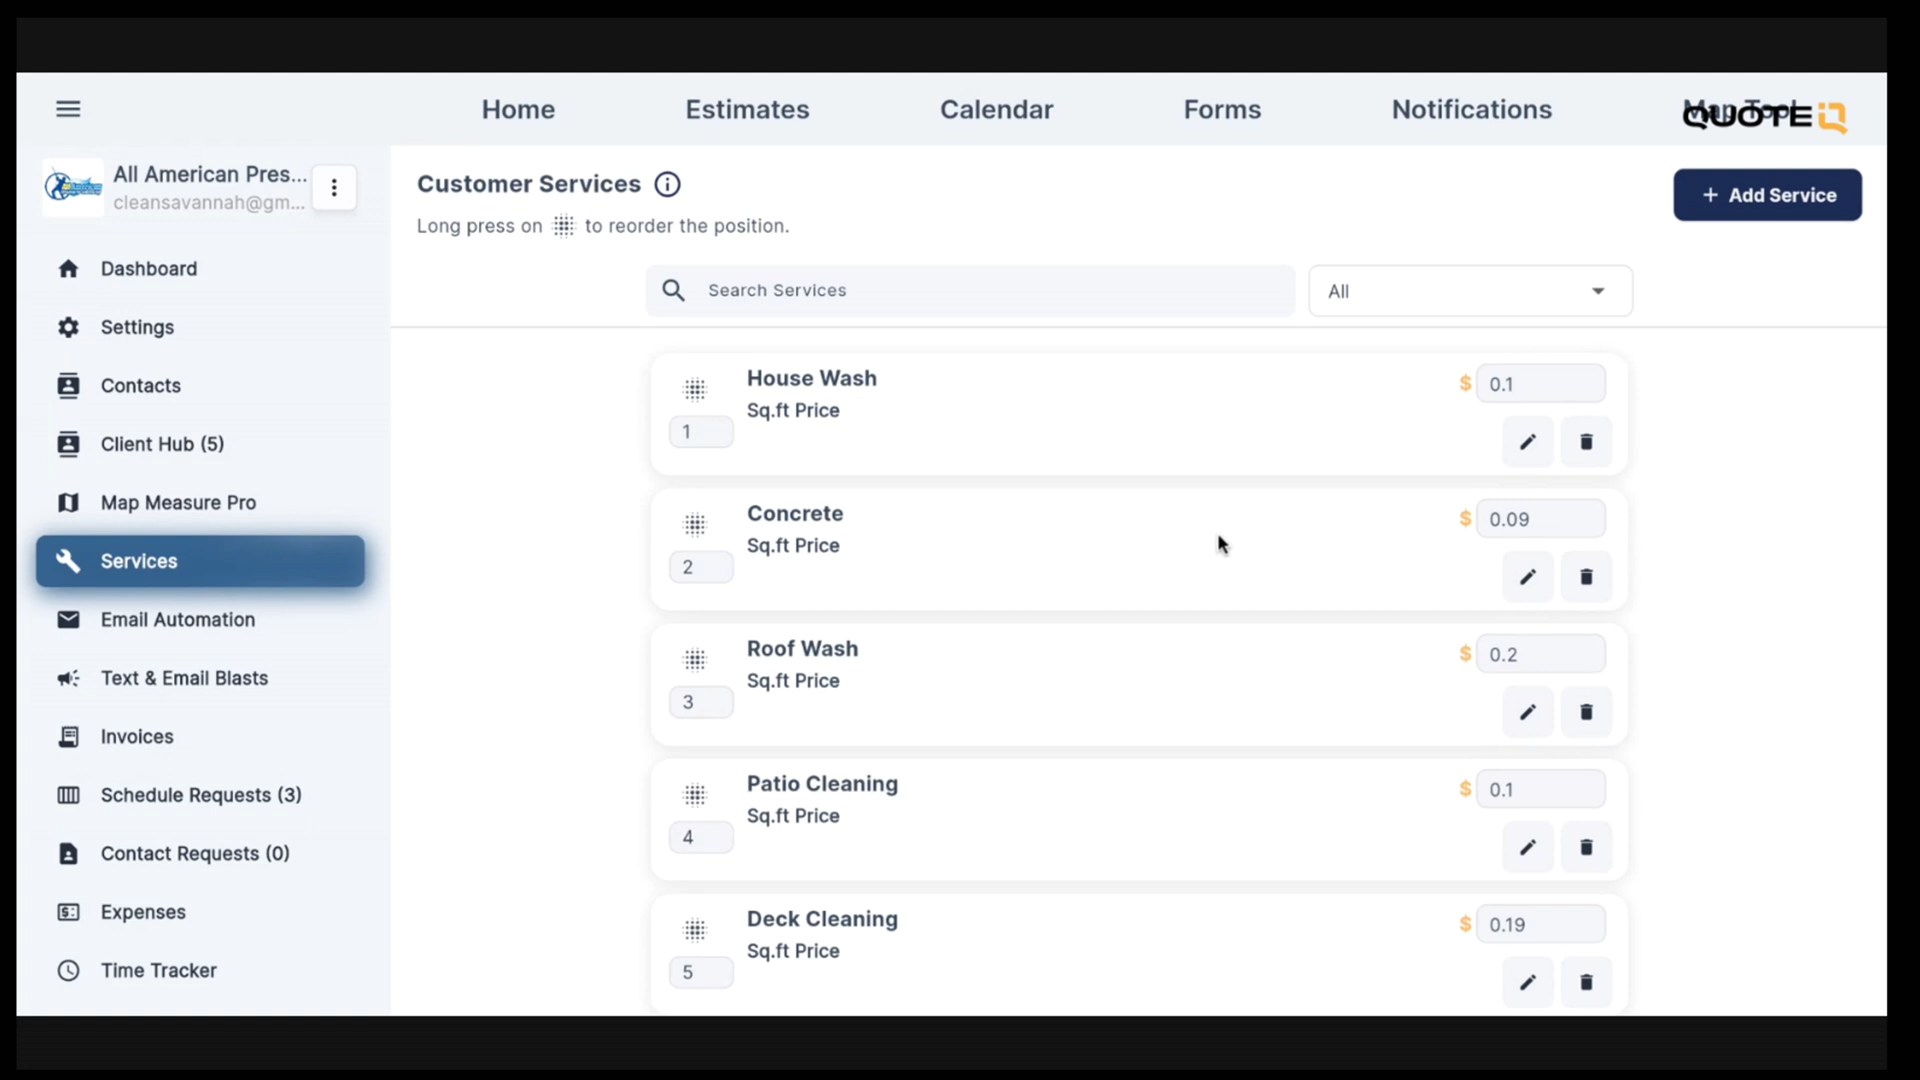 Home
Estimates
Calendar
Forms
Notifications
QUOTE IQ
All American Pres...
cleansavannah@gm...
Dashboard
Settings
Contacts
Client Hub (5)
Map Measure Pro
Services
Email Automation
Text & Email Blasts
Invoices
Schedule Requests (3)
Contact Requests (0)
Expenses
Time Tracker
Customer Services
Long press on to reorder the position.
+ Add Service
Search Services
All
House Wash
Sq.ft Price
1
$ 0.1
Concrete
Sq.ft Price
2
$ 0.09
Roof Wash
Sq.ft Price
3
$ 0.2
Patio Cleaning
Sq.ft Price
4
$ 0.1
Deck Cleaning
Sq.ft Price
5
$ 0.19